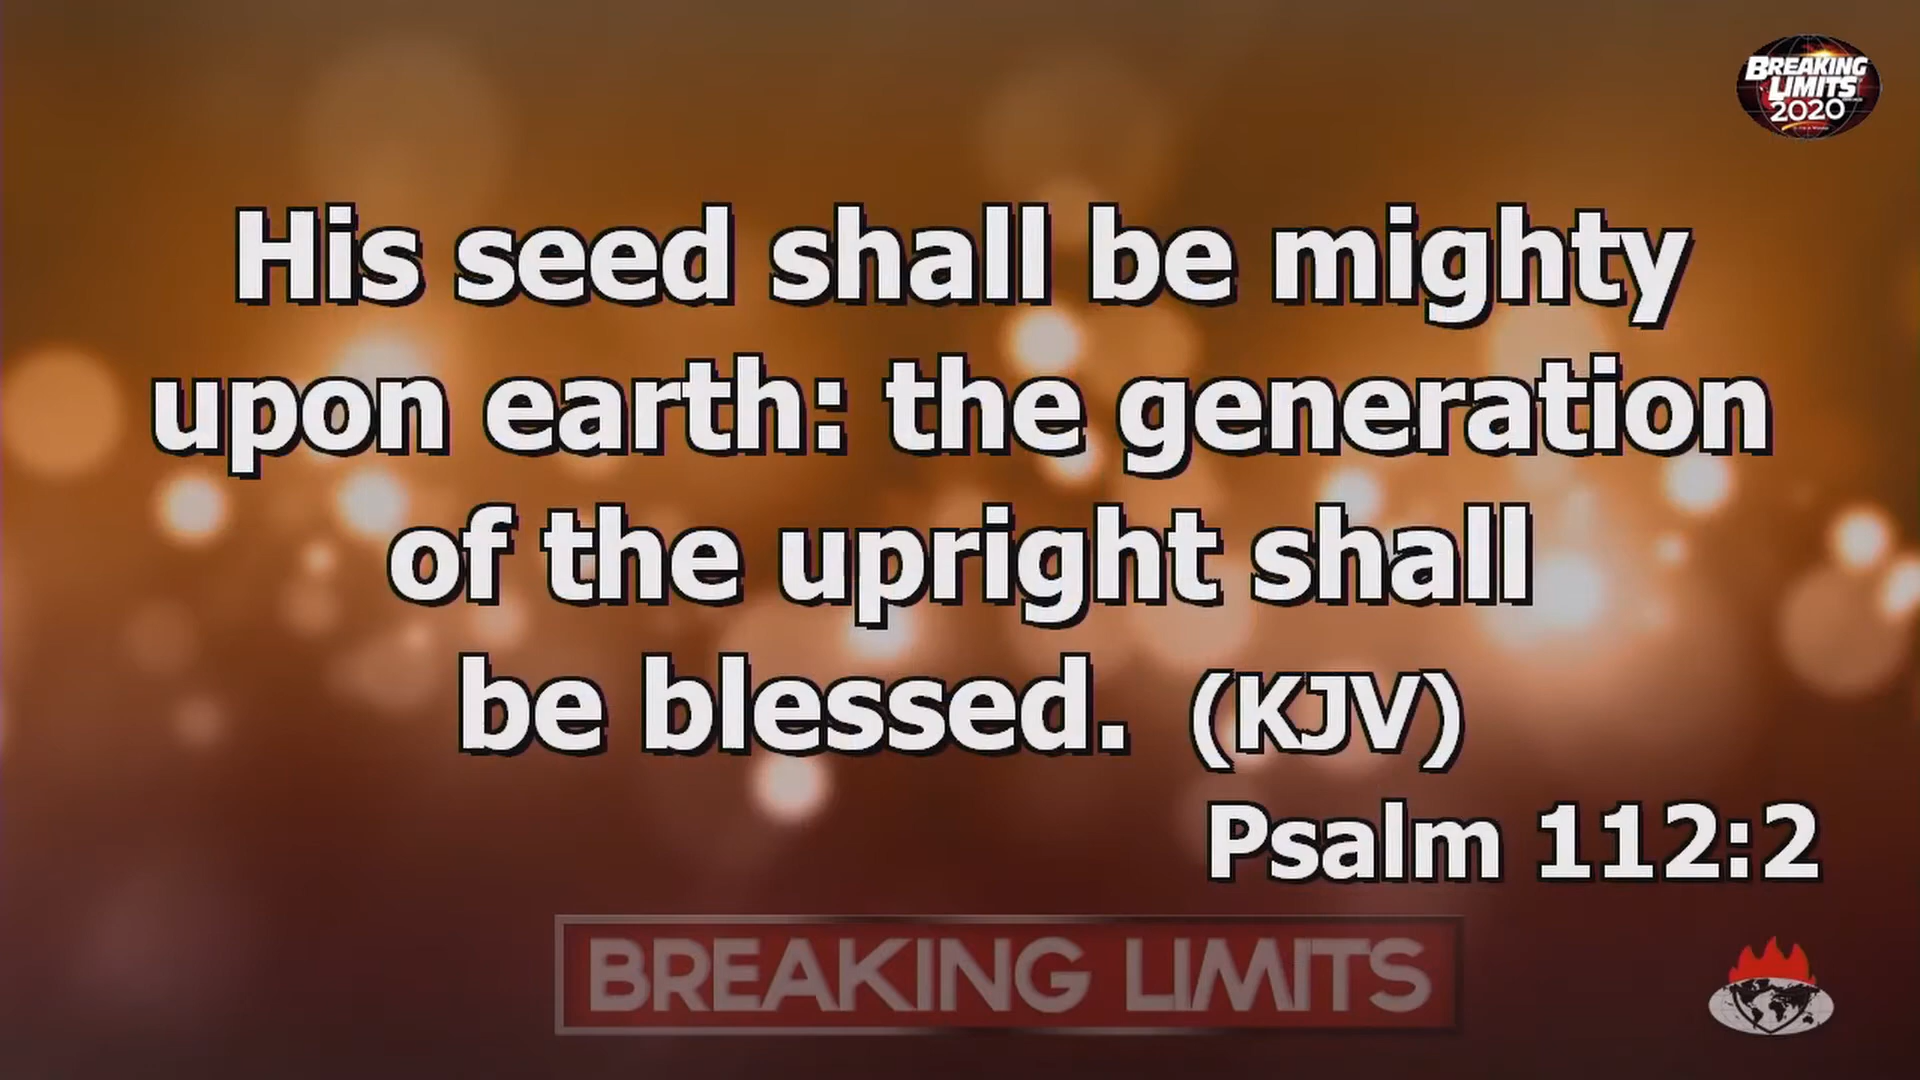 BREAKING
LIMITS
2020
His seed shall be mighty
upon earth: the generation
of the upright shall
be blessed. (KJV)
Psalm 112:2
BREAKING LIMITS